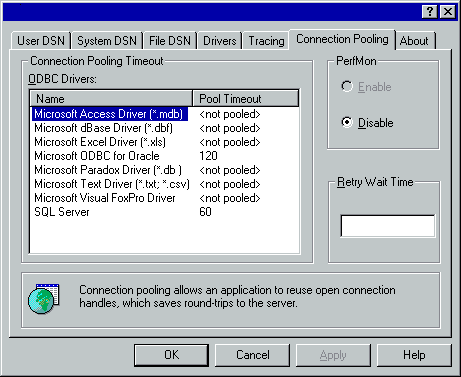 User DSN System DSN File DSN Drivers Tracing Connection Pooling About
Connection Pooling Timeout
ODBC Drivers:
Name Pool Timeout
Microsoft Access Driver (*.mdb) <not pooled>
Microsoft dBase Driver (*.dbf) <not pooled>
Microsoft Excel Driver (*.xls) <not pooled>
Microsoft ODBC for Oracle 120
Microsoft Paradox Driver (*.db ) <not pooled>
Microsoft Text Driver (*.txt; *.csv) <not pooled>
Microsoft Visual FoxPro Driver <not pooled>
SQL Server 60
PerfMon
Enable
Disable
Retry Wait Time
Connection pooling allows an application to reuse open connection
handles, which saves round-trips to the server.
OK Cancel Apply Help